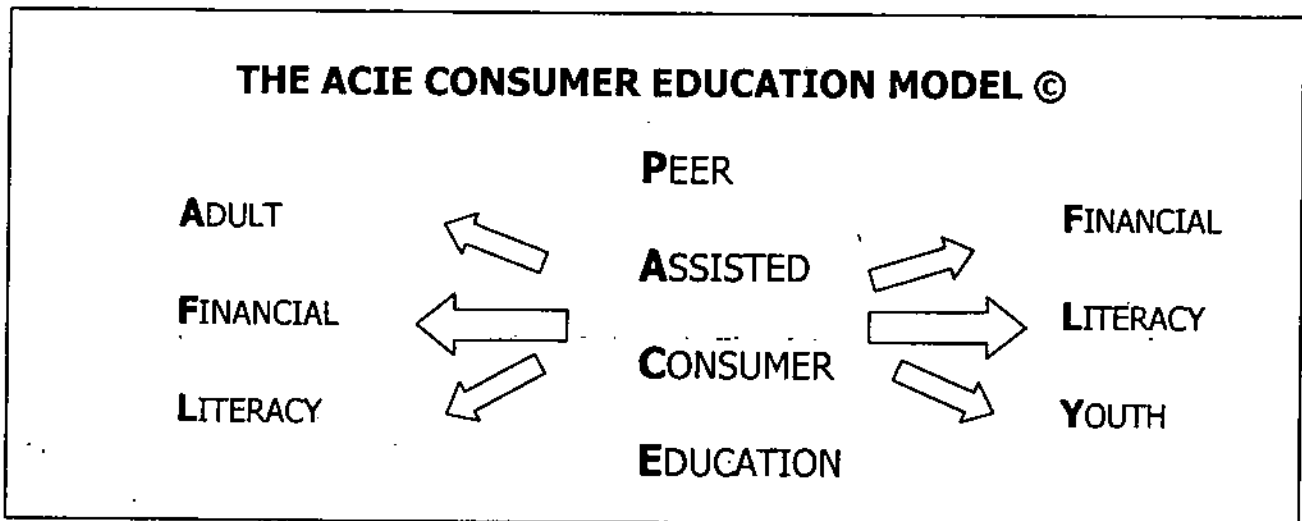 THE ACIE CONSUMER EDUCATION MODEL ©
ADULT
FINANCIAL
LITERACY
PEER
ASSISTED
CONSUMER
EDUCATION
FINANCIAL
LITERACY
YOUTH